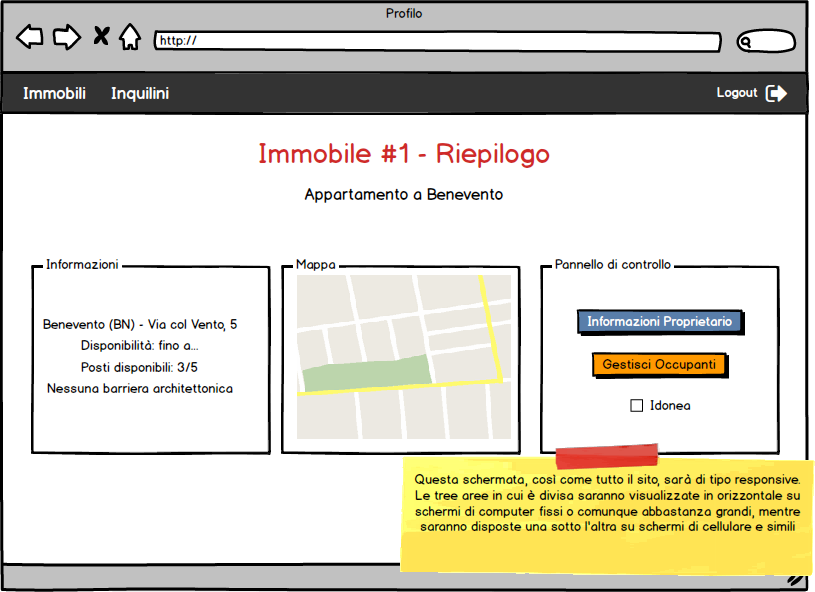 Profilo
http://
Immobili Inquilini Logout
Immobile #1 - Riepilogo
Appartamento a Benevento
Informazioni
Benevento (BN) - Via col Vento, 5
Disponibilità: fino a...
Posti disponibili: 3/5
Nessuna barriera architettonica
Mappa
Pannello di controllo
Informazioni Proprietario
Gestisci Occupanti
Idonea
Questa schermata, così come tutto il sito, sarà di tipo responsive.
Le tree aree in cui è divisa saranno visualizzate in orizzontale su
schermi di computer fissi o comunque abbastanza grandi, mentre
saranno disposte una sotto l'altra su schermi di cellulare e simili